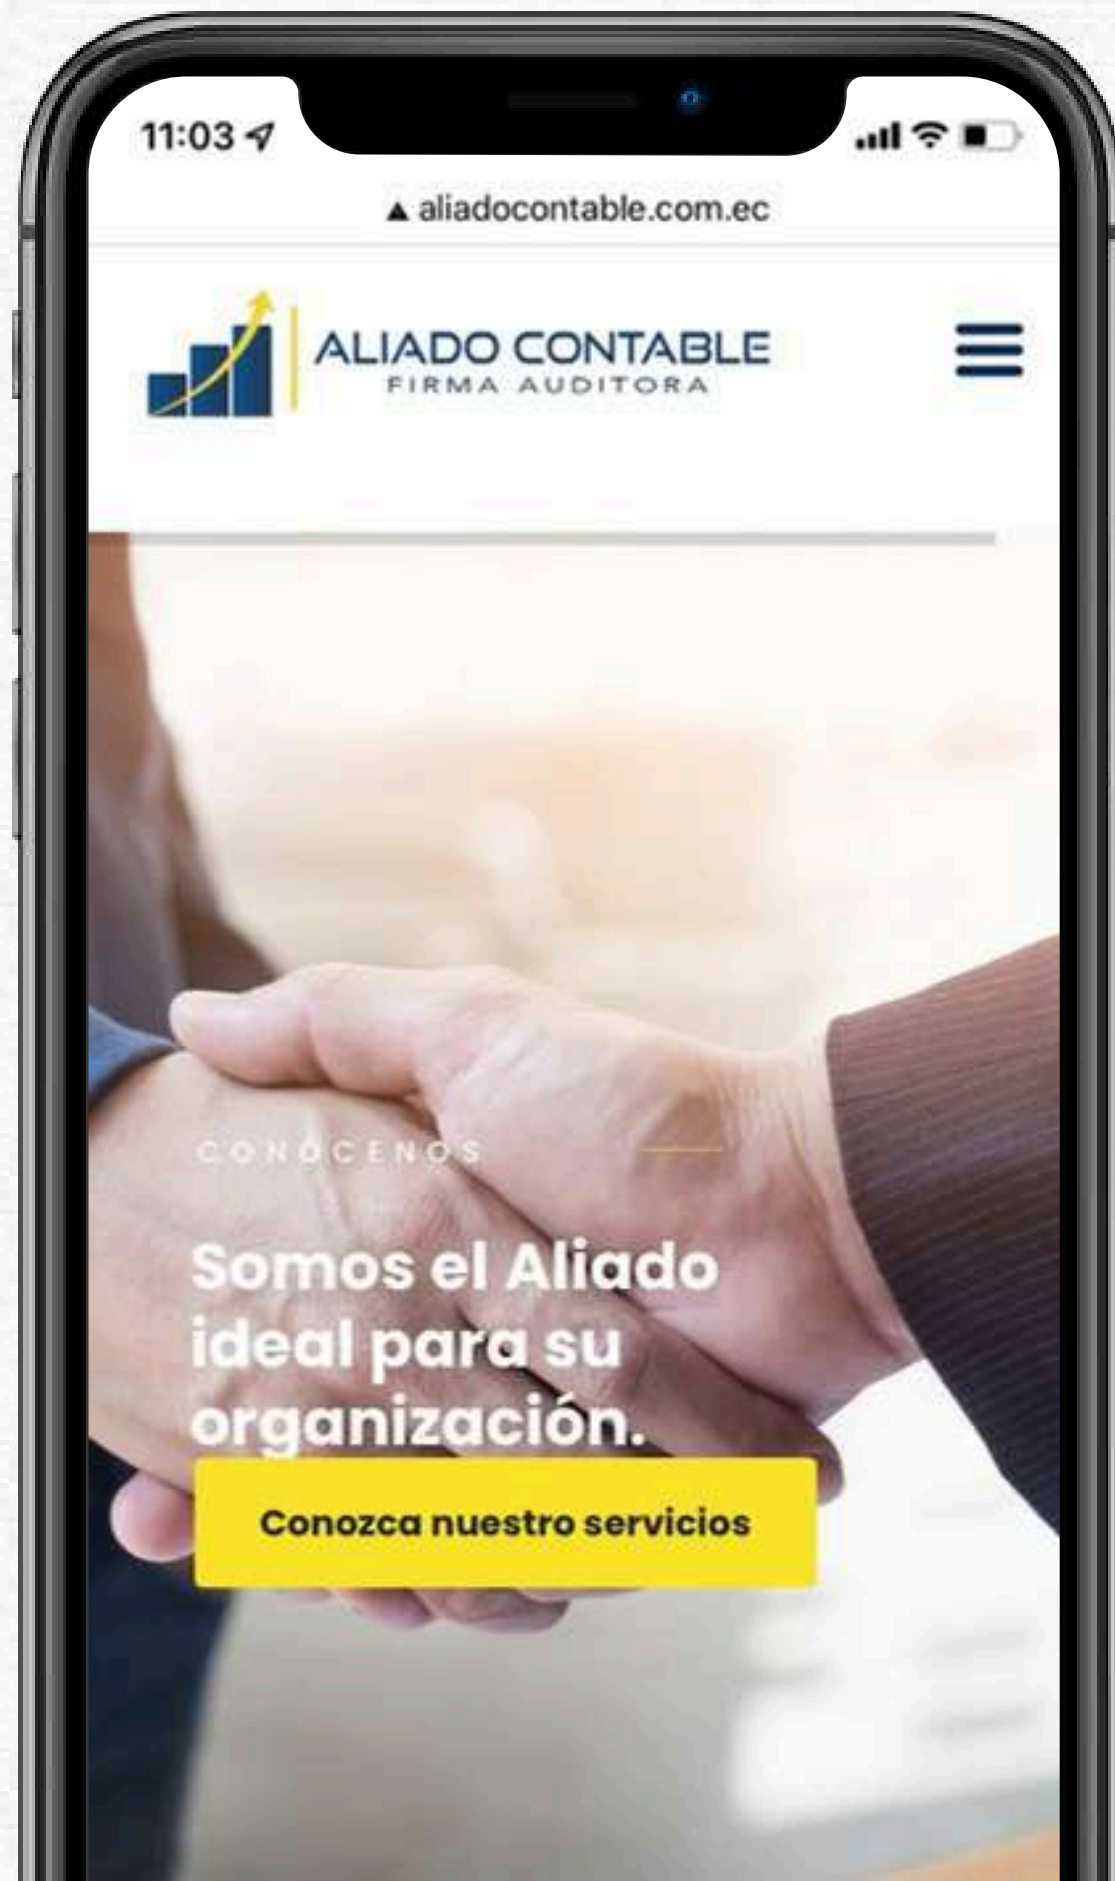 11:03
aliadocontable.com.ec
ALIADO CONTABLE
FIRMA AUDITORA
CONÓCENOS
Somos el Aliado
ideal para su
organización.
Conozca nuestro servicios